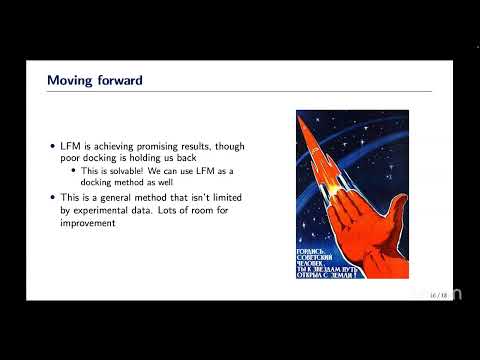 Moving forward
LFM is achieving promising results, though
poor docking is holding us back
This is solvable! We can use LFM as a
docking method as well
This is a general method that isn't limited
by experimental data. Lots of room for
improvement
ГОРДИСЬ,
СОВЕТСКИЙ
ЧЕЛОВЕК,
ТЫ К ЗВЕЗДАМ ПУТЬ
ОТКРЫЛ С ЗЕМЛИ!
16 / 18